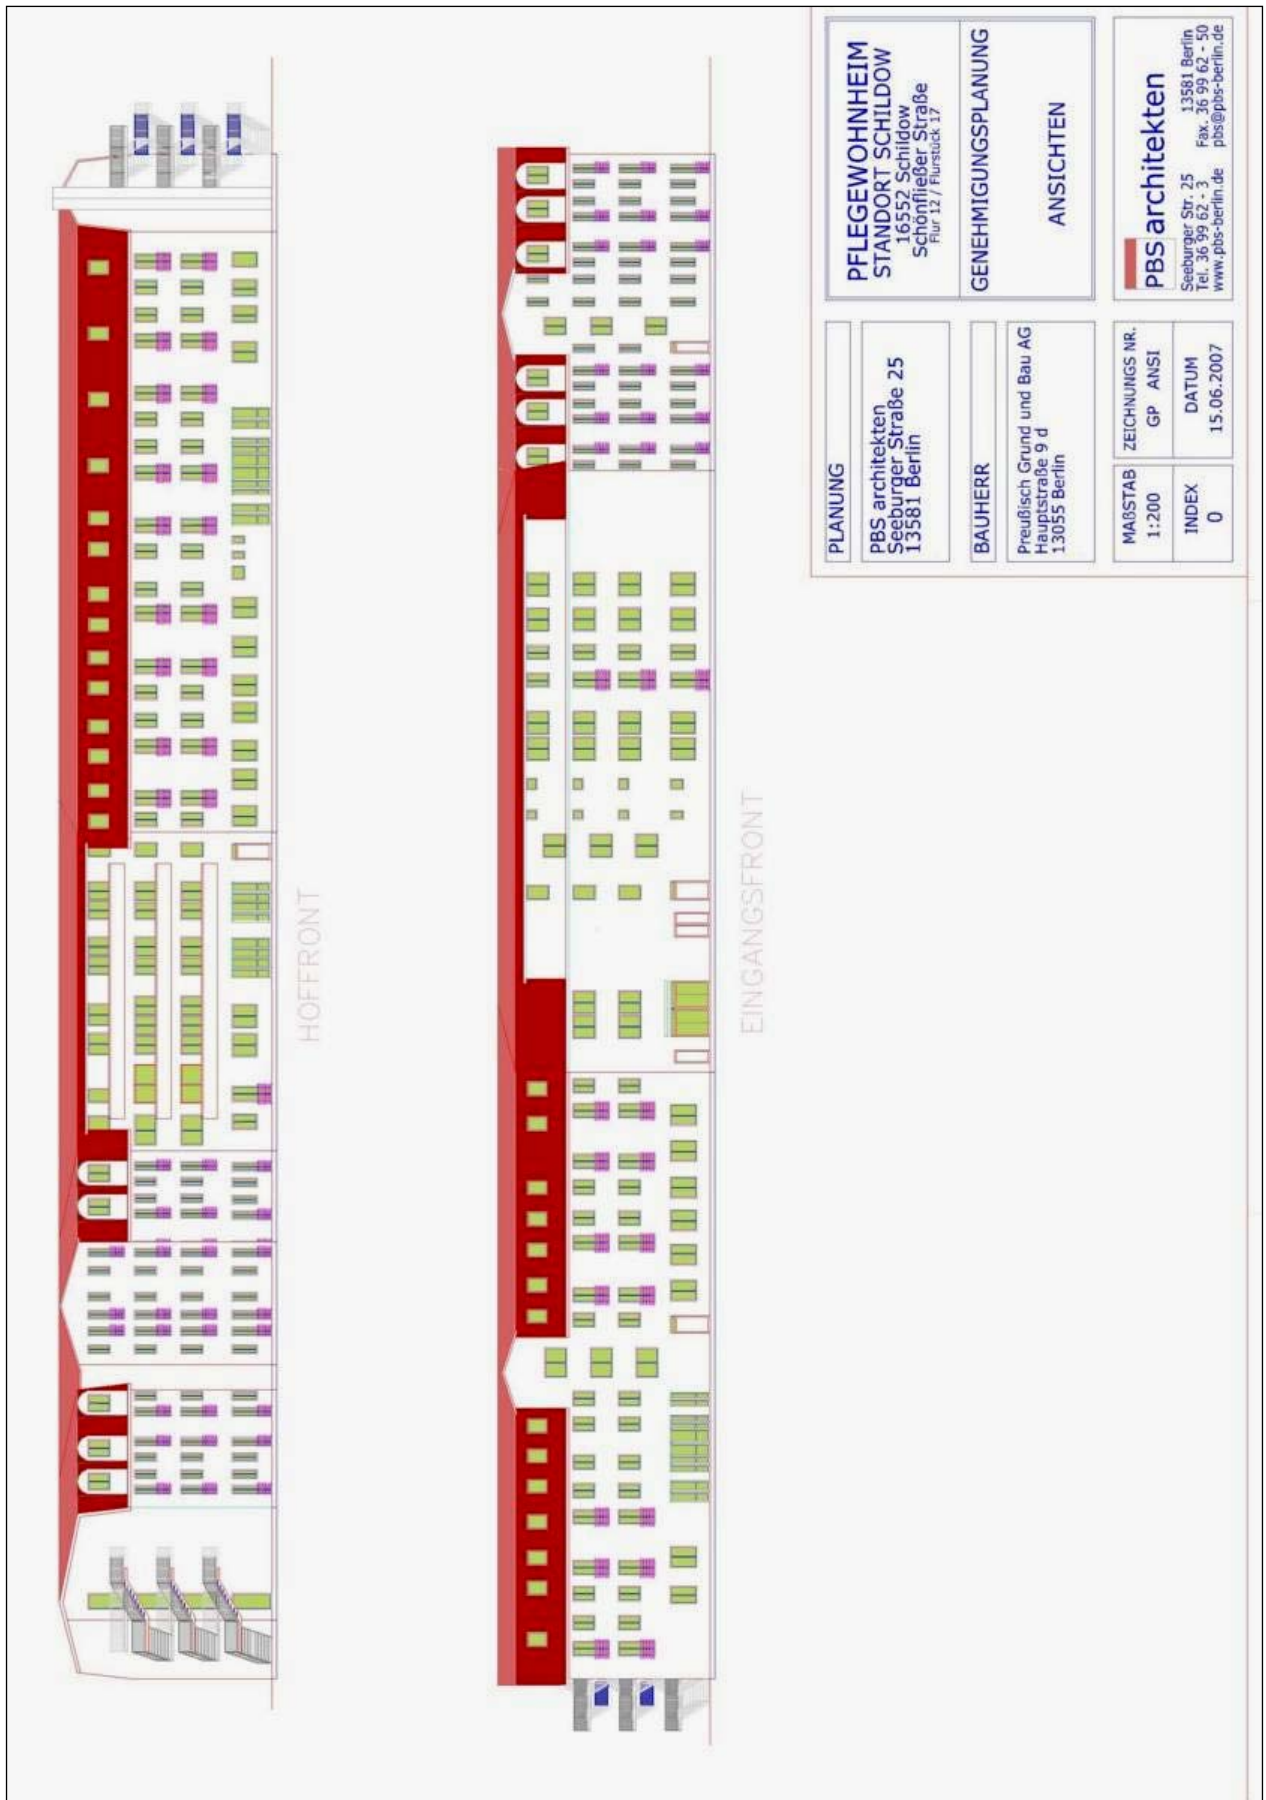 HOFFRONT
EINGANGSFRONT
PFLEGEWOHNHEIM
STANDORT SCHILDOW
16552 Schildow
Schönfließer Straße
Flur 12 / Flurstück 17
GENEHMIGUNGSPLANUNG
ANSICHTEN
PBS architekten
Seeburger Str. 25 13581 Berlin
Tel. 36 99 62 - 3 Fax. 36 99 62 - 50
www.pbs-berlin.de pbs@pbs-berlin.de
PLANUNG
PBS architekten
Seeburger Straße 25
13581 Berlin
BAUHERR
Preußisch Grund und Bau AG
Hauptstraße 9 d
13055 Berlin
MAßSTAB
1:200
ZEICHNUNGS NR.
GP ANSI
INDEX
0
DATUM
15.06.2007